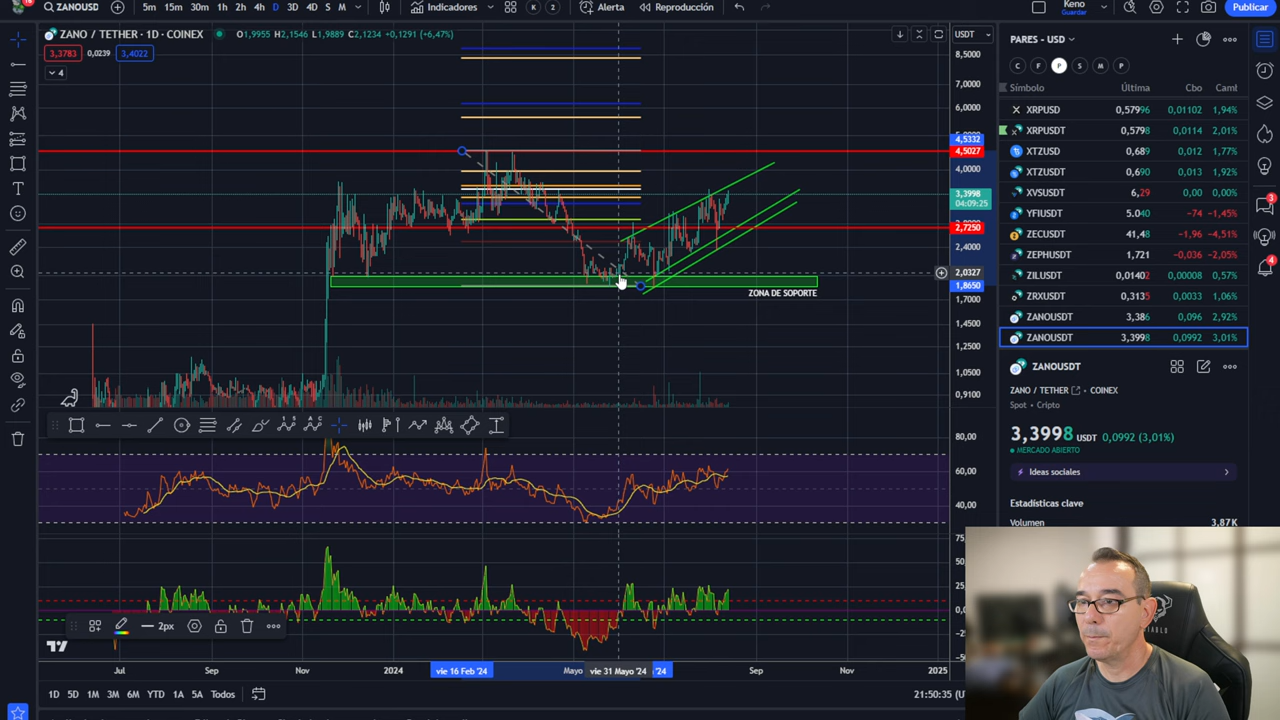 ZANOUSD
5m 15m 30m 1h 2h 4h D 3D 4D S M
Indicadores
K 2
Alerta
Reproducción
Keno
Guardar
Publicar
ZANO / TETHER · 1D · COINEX
O1,9955 H2,1546 L1,9889 C2,1234 +0,1291 (+6,47%)
3,3783 0,0239 3,4022
4
USDT
8,5000
7,0000
6,0000
4,5332
4,5027
4,0000
3,3998
04:09:25
2,7250
2,4000
2,0327
1,8650
1,7000
1,4500
1,2500
1,0500
0,9100
ZONA DE SOPORTE
80,00
60,00
40,00
Jul Sep Nov 2024 vie 16 Feb '24 Mayo vie 31 Mayo '24 '24 Sep Nov 2025
2px
1D 5D 1M 3M 6M YTD 1A 5A Todos
21:50:35 (U
PARES - USD
C F P S M P
Símbolo Última Cbo Cam%
XRPUSD 0,57996 0,01102 1,94%
XRPUSDT 0,5798 0,0114 2,01%
XTZUSD 0,689 0,012 1,77%
XTZUSDT 0,690 0,013 1,92%
XVSUSDT 6,29 0,00 0,00%
YFIUSDT 5.040 -74 -1,45%
ZECUSDT 41,48 -1,96 -4,51%
ZEPHUSDT 1,721 -0,036 -2,05%
ZILUSDT 0,01402 0,00008 0,57%
ZRXUSDT 0,3135 0,0033 1,06%
ZANOUSDT 3,386 0,096 2,92%
ZANOUSDT 3,3998 0,0992 3,01%
ZANOUSDT
ZANO / TETHER COINEX
Spot • Cripto
3,3998 USDT 0,0992 (3,01%)
MERCADO ABIERTO
Ideas sociales
Estadísticas clave
Volumen 3,87K